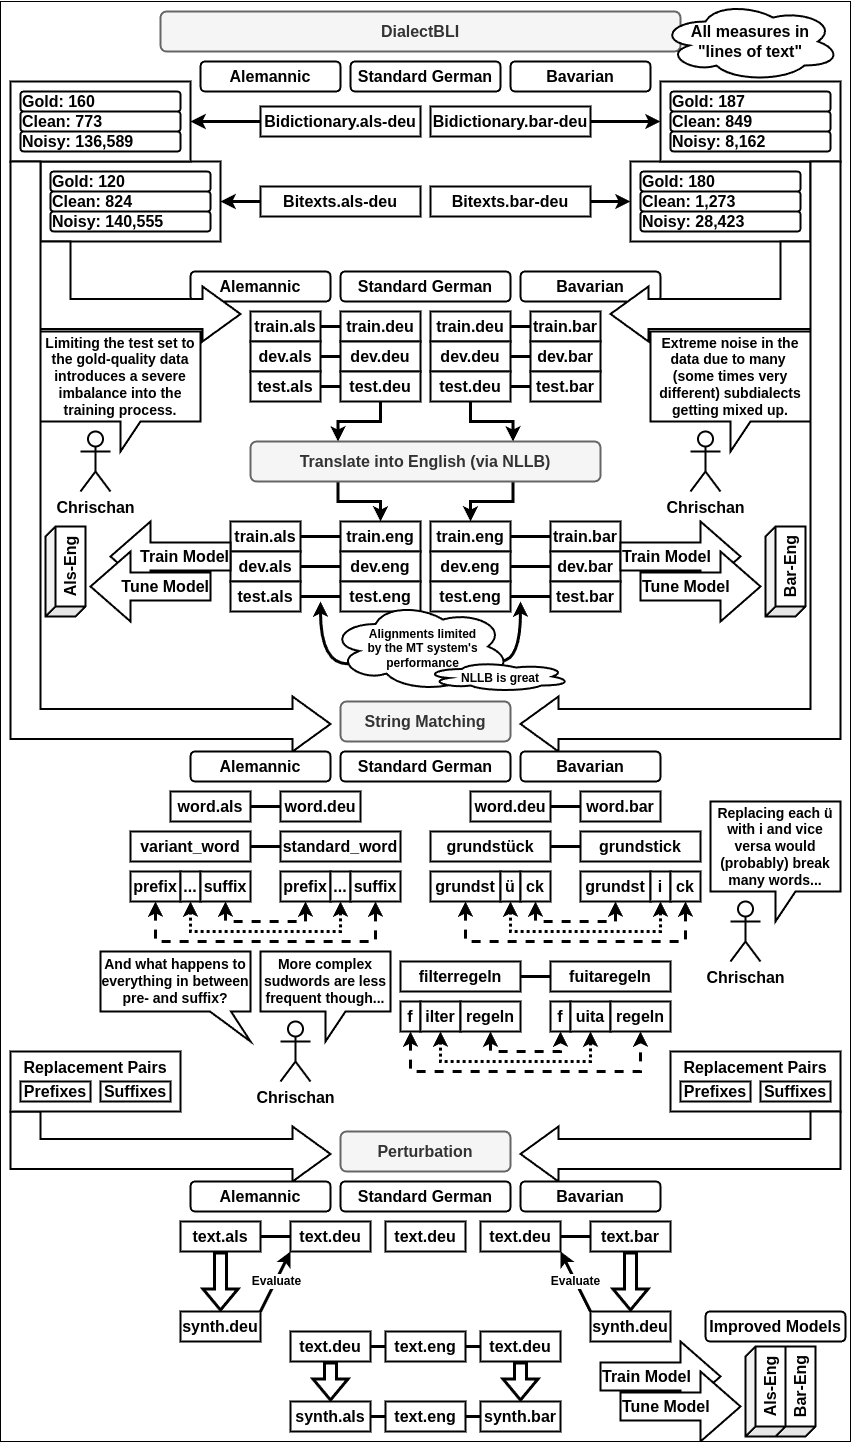 DialectBLI
All measures in
"lines of text"
Alemannic
Standard German
Bavarian
Gold: 160
Clean: 773
Noisy: 136,589
Bidictionary.als-deu
Bidictionary.bar-deu
Gold: 187
Clean: 849
Noisy: 8,162
Gold: 120
Clean: 824
Noisy: 140,555
Bitexts.als-deu
Bitexts.bar-deu
Gold: 180
Clean: 1,273
Noisy: 28,423
Alemannic
Standard German
Bavarian
train.als
train.deu
train.deu
train.bar
dev.als
dev.deu
dev.deu
dev.bar
test.als
test.deu
test.deu
test.bar
Limiting the test set to
the gold-quality data
introduces a severe
imbalance into the
training process.
Extreme noise in the
data due to many
(some times very
different) subdialects
getting mixed up.
Chrischan
Translate into English (via NLLB)
Chrischan
train.als
train.eng
train.eng
train.bar
dev.als
dev.eng
dev.eng
dev.bar
test.als
test.eng
test.eng
test.bar
Als-Eng
Train Model
Tune Model
Train Model
Tune Model
Bar-Eng
Alignments limited
by the MT system's
performance
NLLB is great
String Matching
Alemannic
Standard German
Bavarian
word.als
word.deu
word.deu
word.bar
variant_word
standard_word
grundstück
grundstick
prefix
...
suffix
prefix
...
suffix
grundst
ü
ck
grundst
i
ck
Replacing each ü
with i and vice
versa would
(probably) break
many words...
Chrischan
And what happens to
everything in between
pre- and suffix?
More complex
sudwords are less
frequent though...
Chrischan
filterregeln
fuitaregeln
f
ilter
regeln
f
uita
regeln
Replacement Pairs
Prefixes
Suffixes
Replacement Pairs
Prefixes
Suffixes
Perturbation
Alemannic
Standard German
Bavarian
text.als
text.deu
text.deu
text.deu
text.bar
Evaluate
Evaluate
synth.deu
synth.deu
text.deu
text.eng
text.deu
synth.als
text.eng
synth.bar
Improved Models
Train Model
Tune Model
Als-Eng
Bar-Eng